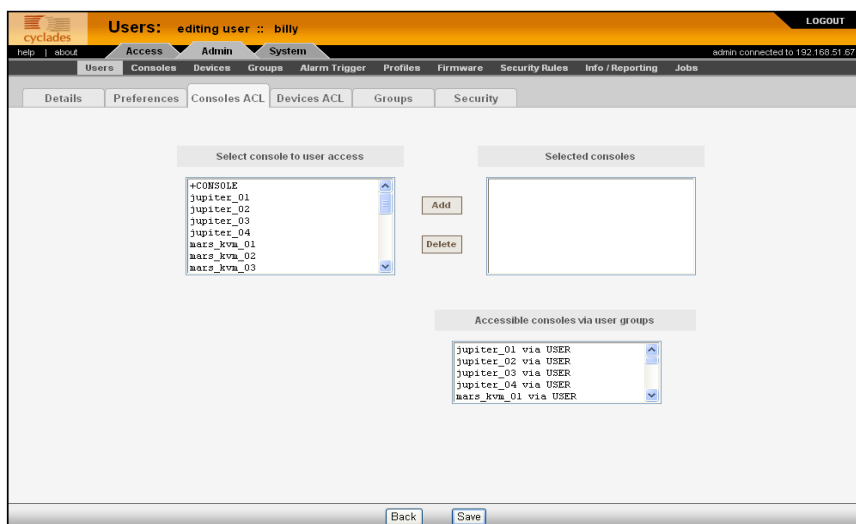 LOGOUT
Users: editing user :: billy
cyclades
help | about
Access Admin System
admin connected to 192.168.51.67
Users Consoles Devices Groups Alarm Trigger Profiles Firmware Security Rules Info / Reporting Jobs
Details Preferences Consoles ACL Devices ACL Groups Security
Select console to user access
Selected consoles
+CONSOLE
jupiter_01
jupiter_02
jupiter_03
jupiter_04
mars_kvm_01
mars_kvm_02
mars_kvm_03
Add
Delete
Accessible consoles via user groups
jupiter_01 via USER
jupiter_02 via USER
jupiter_03 via USER
jupiter_04 via USER
mars_kvm_01 via USER
Back Save